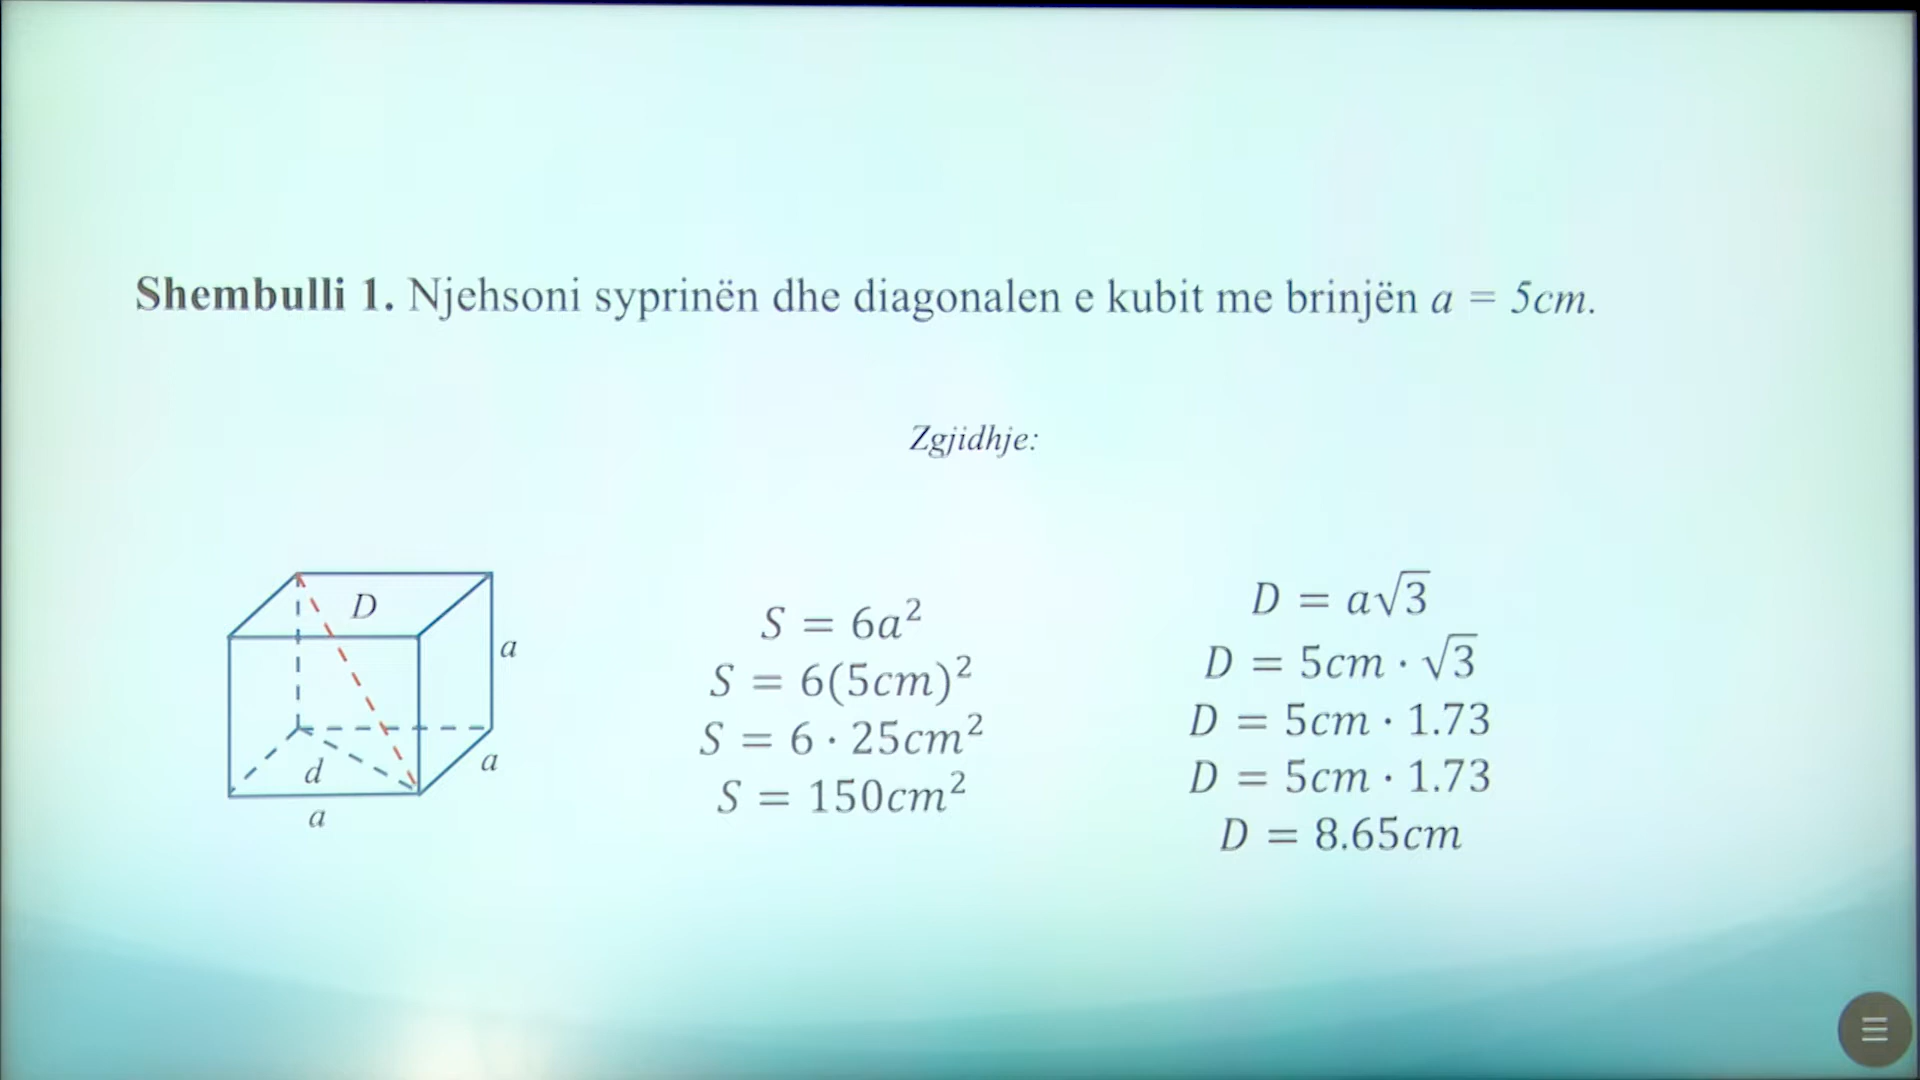 Shembulli 1. Njehsoni syprinën dhe diagonalen e kubit me brinjën a = 5cm.
Zgjidhje:
D
a
a
d
a
S = 6a²
S = 6(5cm)²
S = 6 · 25cm²
S = 150cm²
D = a√3
D = 5cm · √3
D = 5cm · 1.73
D = 5cm · 1.73
D = 8.65cm